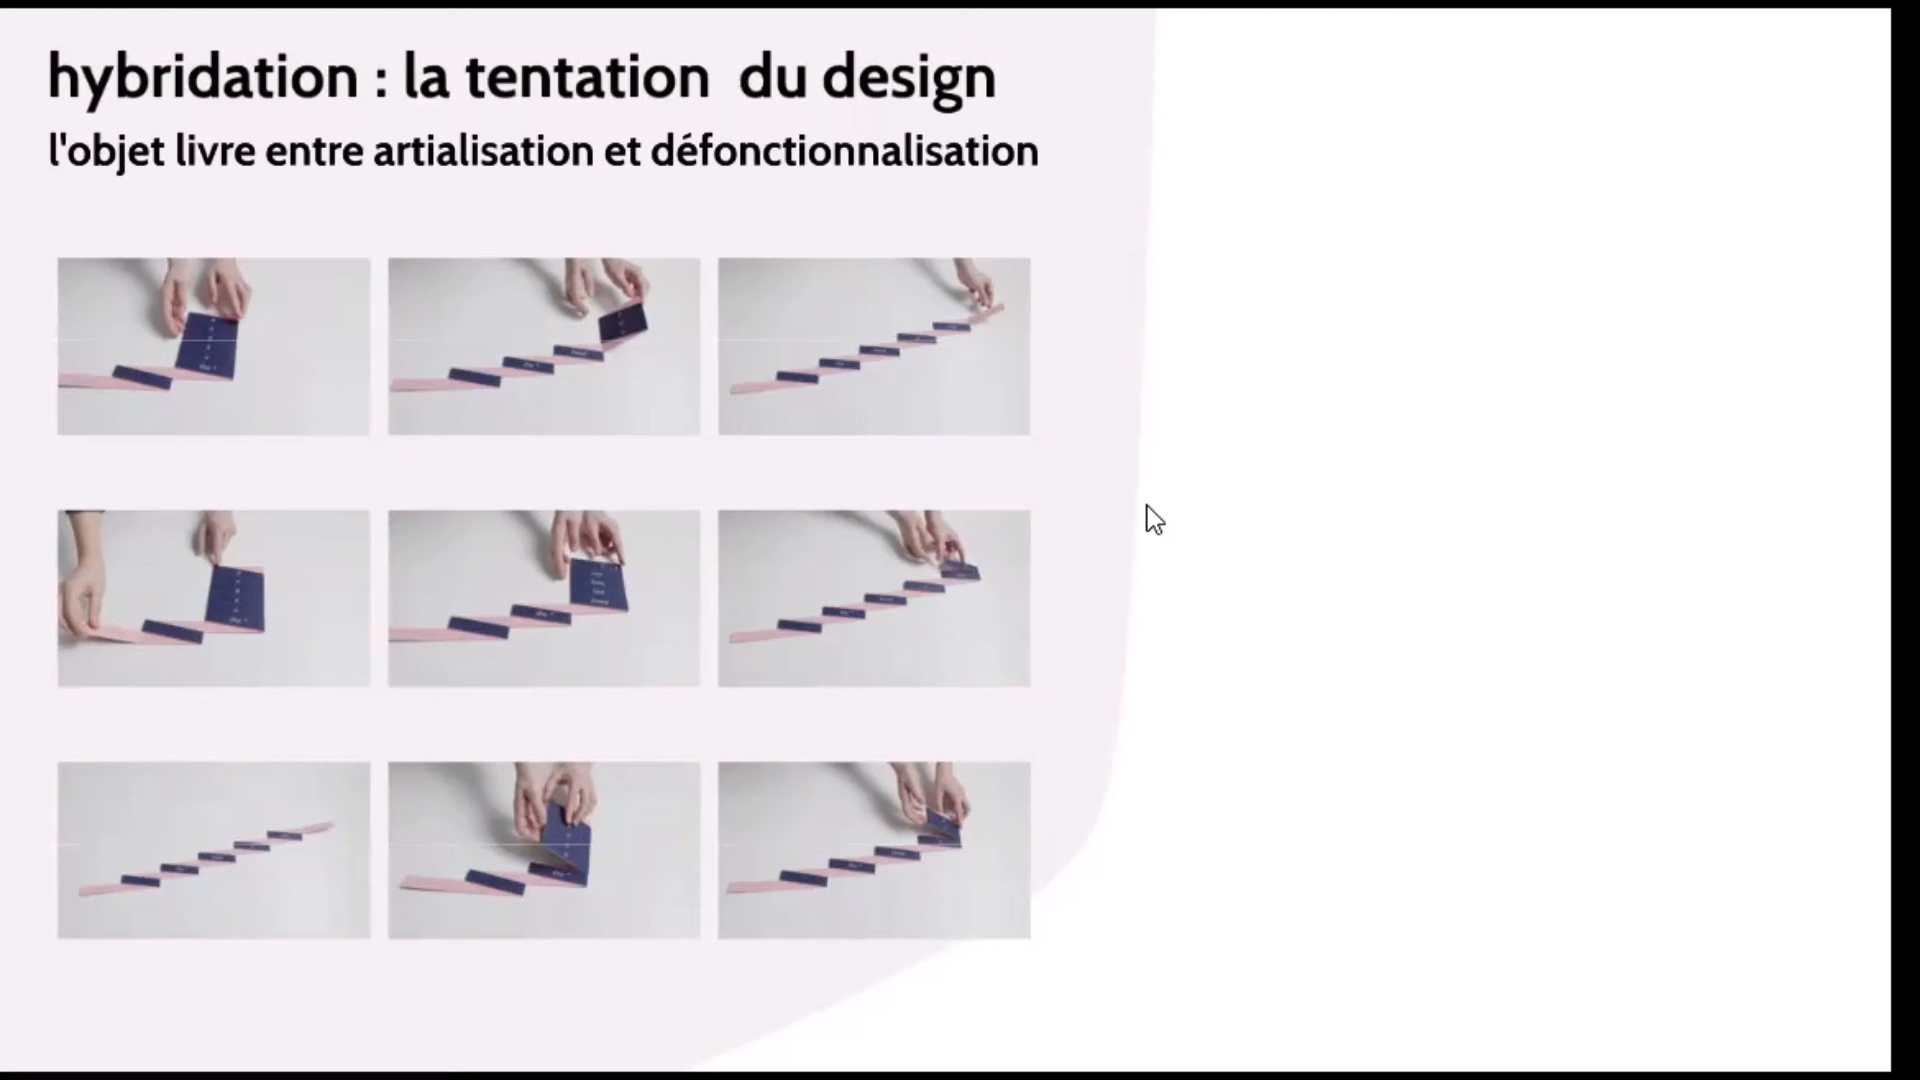 hybridation : la tentation  du design
l'objet livre entre artialisation et défonctionnalisation